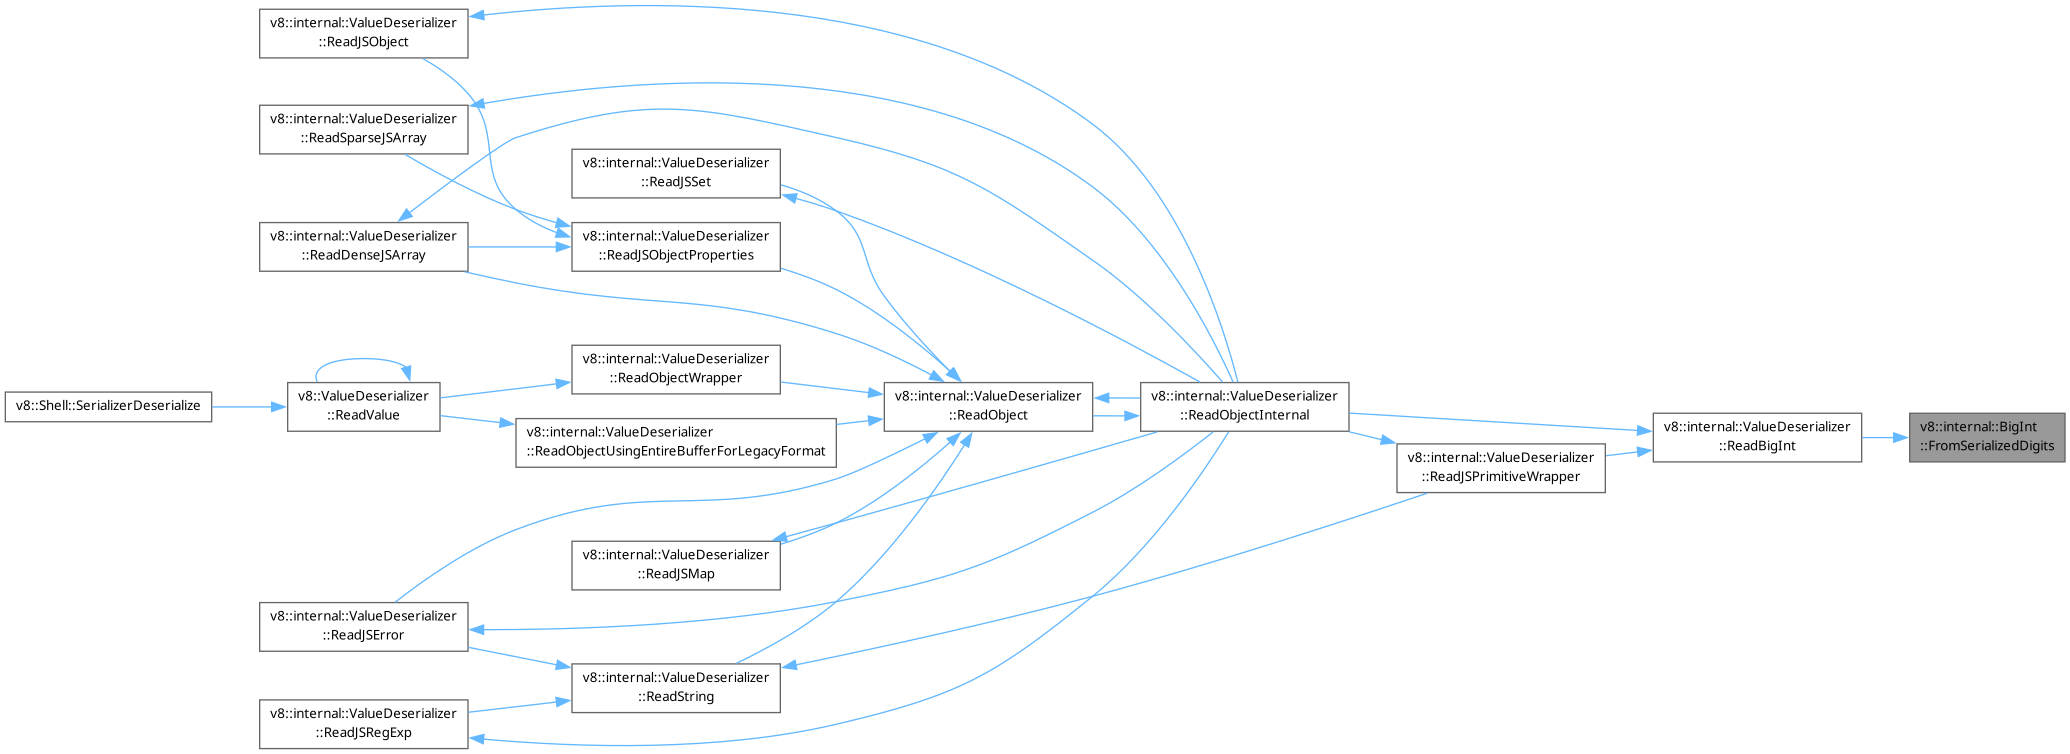 v8::internal::ValueDeserializer
::ReadJSObject
v8::internal::ValueDeserializer
::ReadSparseJSArray
v8::internal::ValueDeserializer
::ReadJSSet
v8::internal::ValueDeserializer
::ReadDenseJSArray
v8::internal::ValueDeserializer
::ReadJSObjectProperties
v8::internal::ValueDeserializer
::ReadObjectWrapper
v8::Shell::SerializerDeserialize
v8::ValueDeserializer
::ReadValue
v8::internal::ValueDeserializer
::ReadObjectUsingEntireBufferForLegacyFormat
v8::internal::ValueDeserializer
::ReadObject
v8::internal::ValueDeserializer
::ReadObjectInternal
v8::internal::ValueDeserializer
::ReadJSPrimitiveWrapper
v8::internal::ValueDeserializer
::ReadBigInt
v8::internal::BigInt
::FromSerializedDigits
v8::internal::ValueDeserializer
::ReadJSMap
v8::internal::ValueDeserializer
::ReadJSError
v8::internal::ValueDeserializer
::ReadString
v8::internal::ValueDeserializer
::ReadJSRegExp